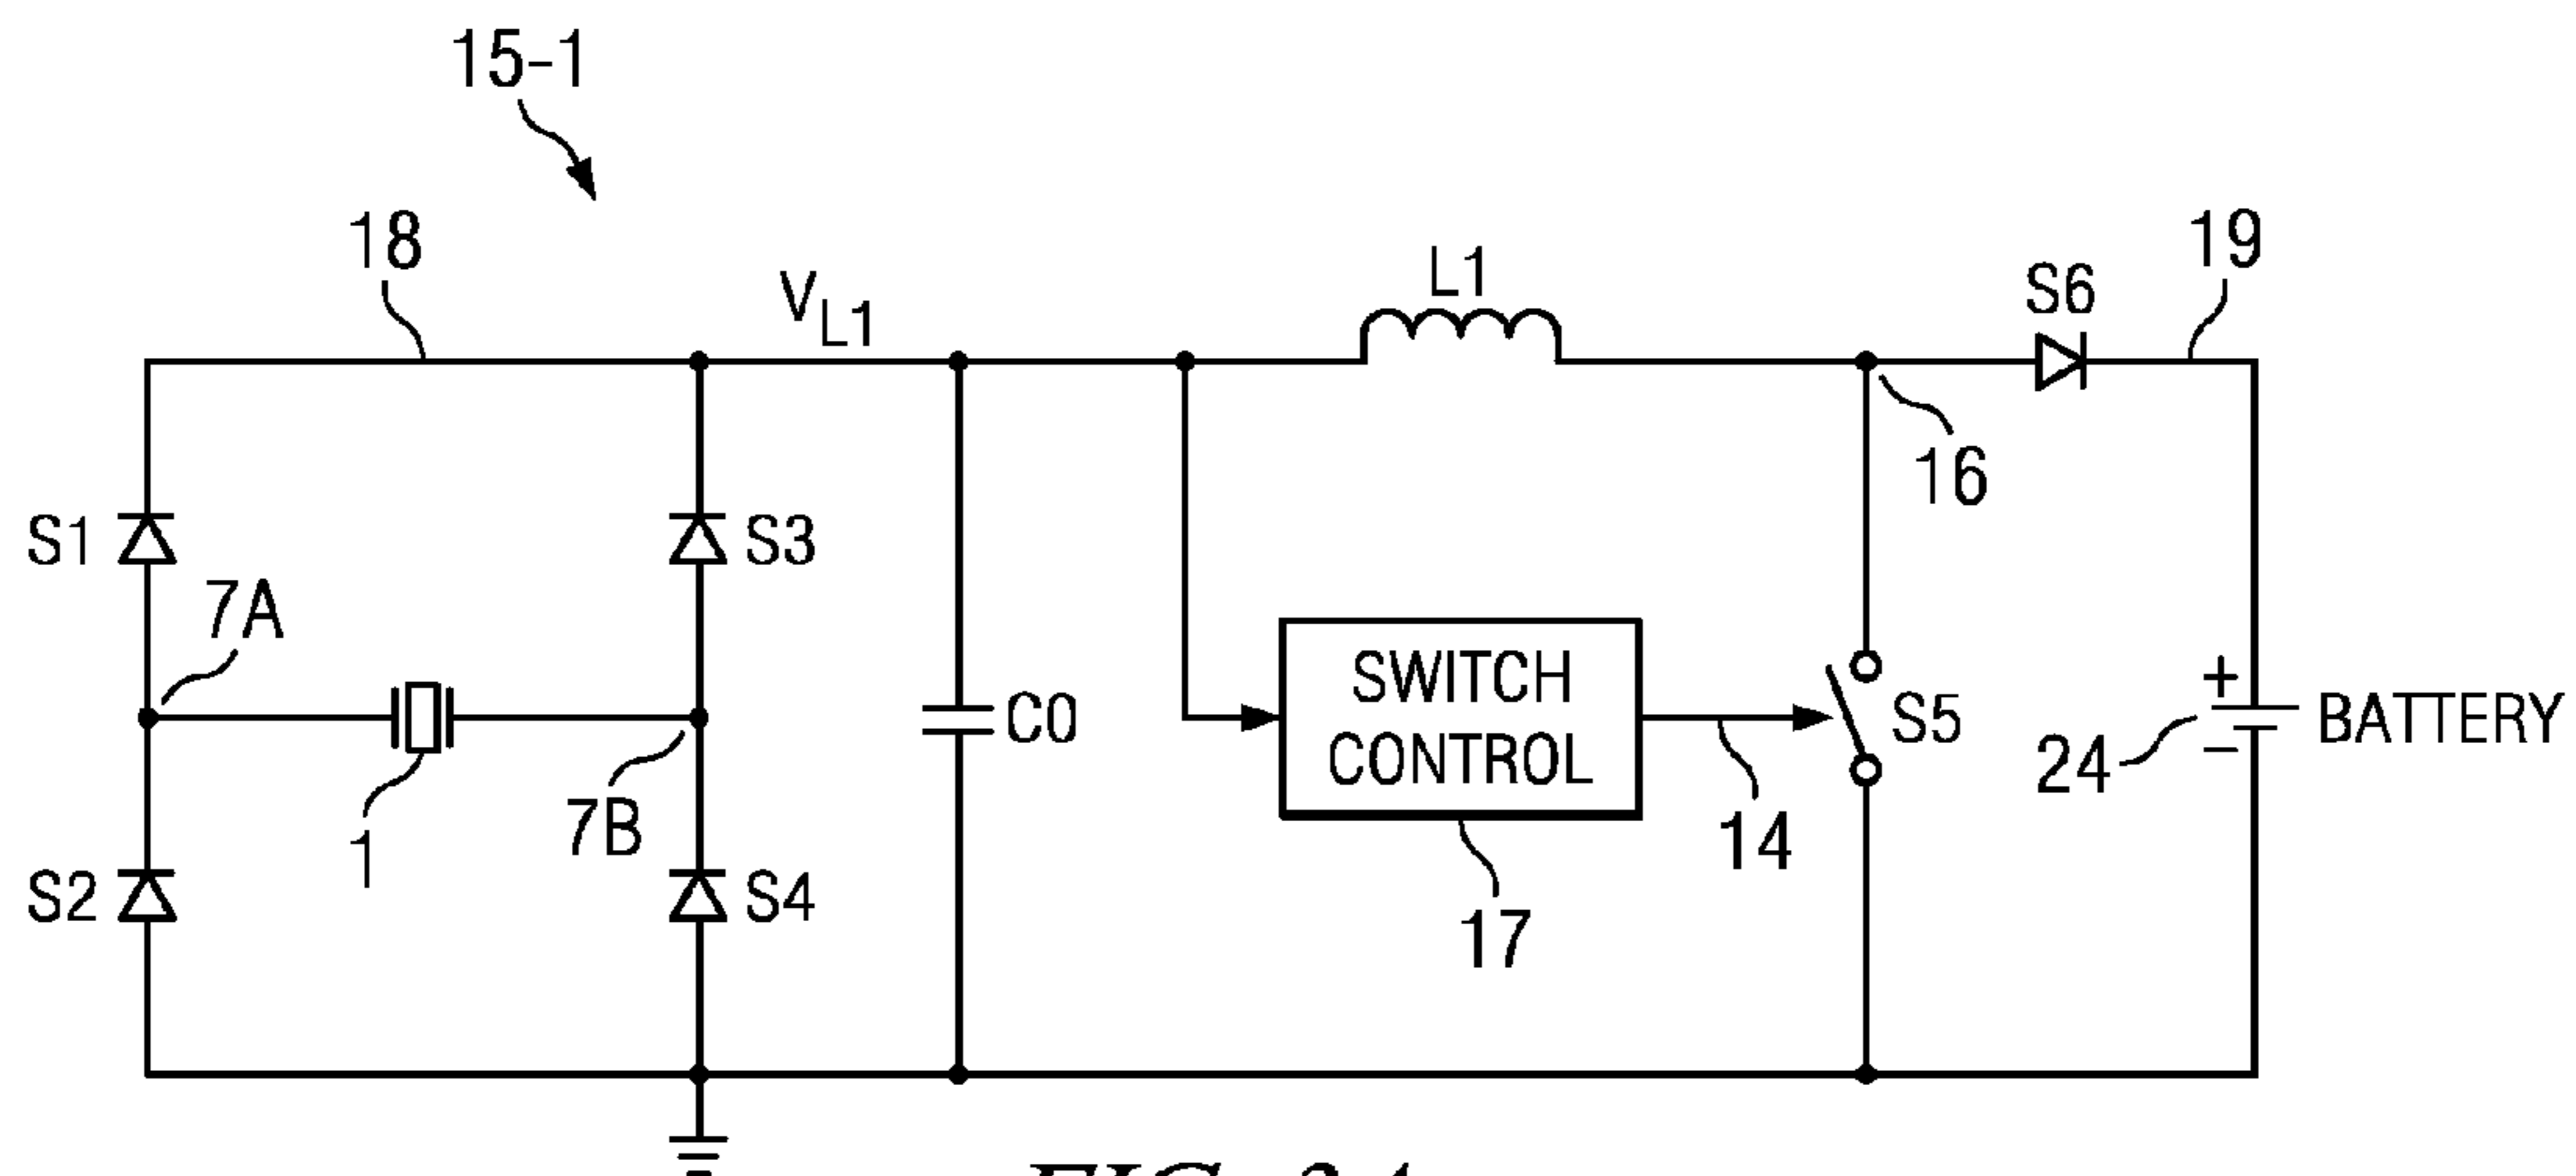 15-1
18
V L1
L1
S6
19
16
S1
S3
7A
C0
SWITCH
CONTROL
S5
+
−
BATTERY
24
1
7B
14
S2
S4
17